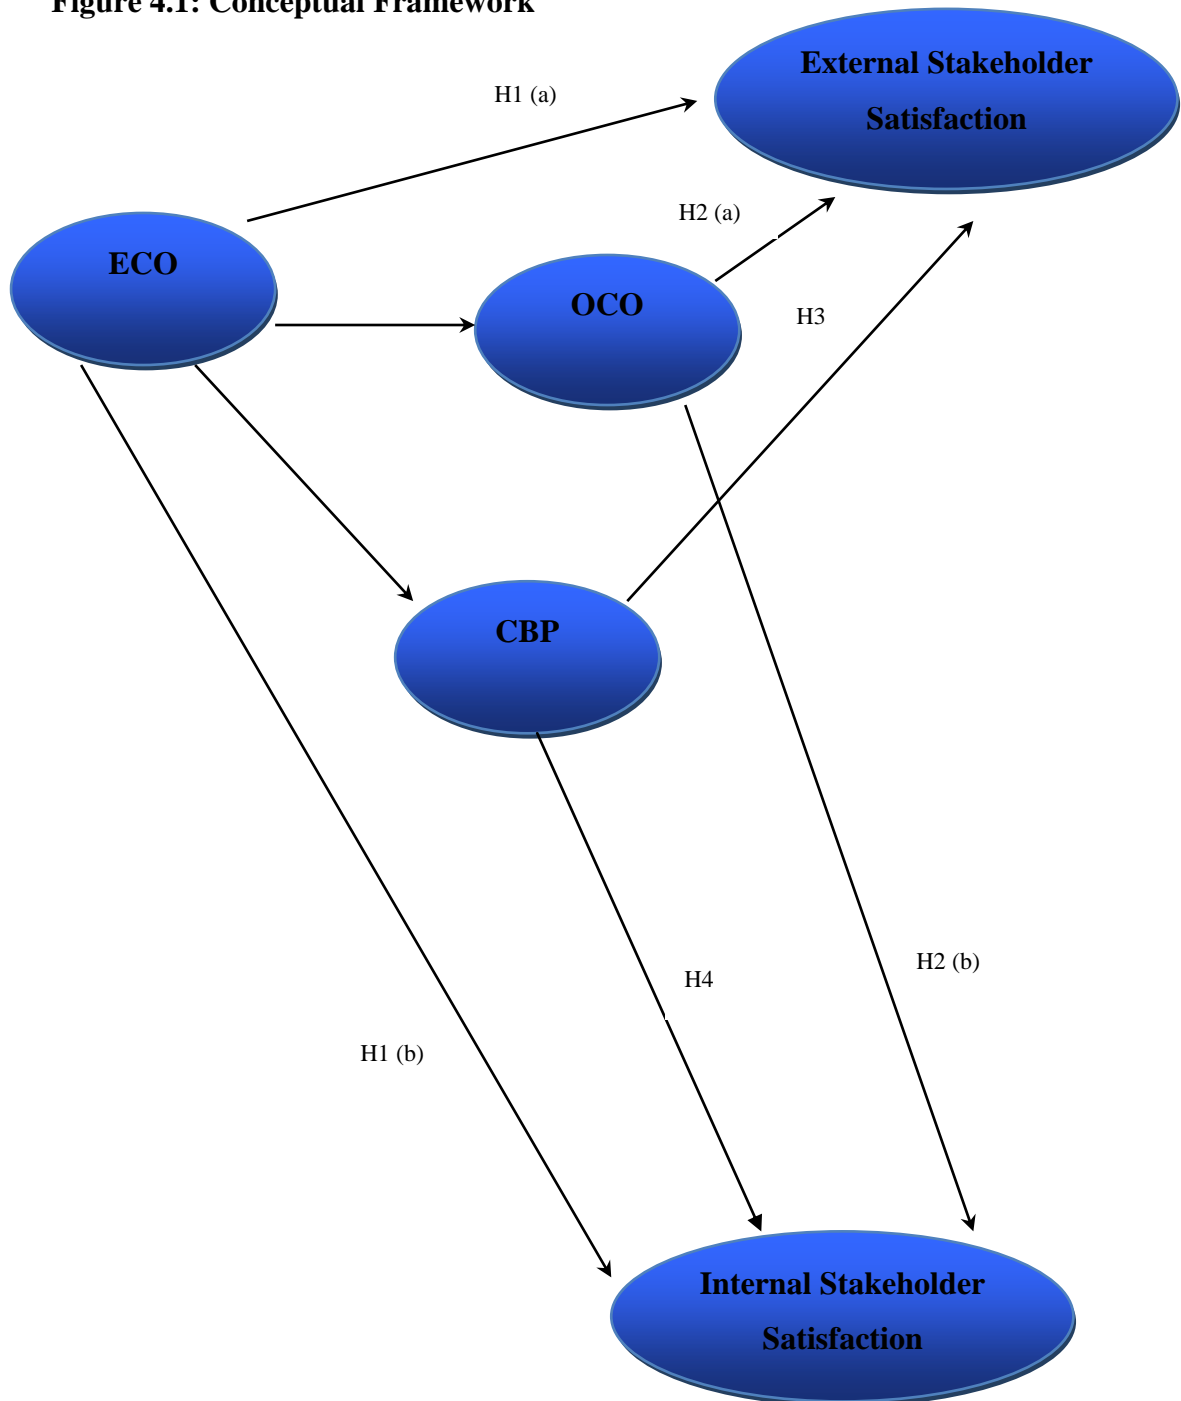 Figure 4.1: Conceptual Framework
External Stakeholder
Satisfaction
H1 (a)
H2 (a)
ECO
OCO
H3
CBP
H2 (b)
H4
H1 (b)
Internal Stakeholder
Satisfaction